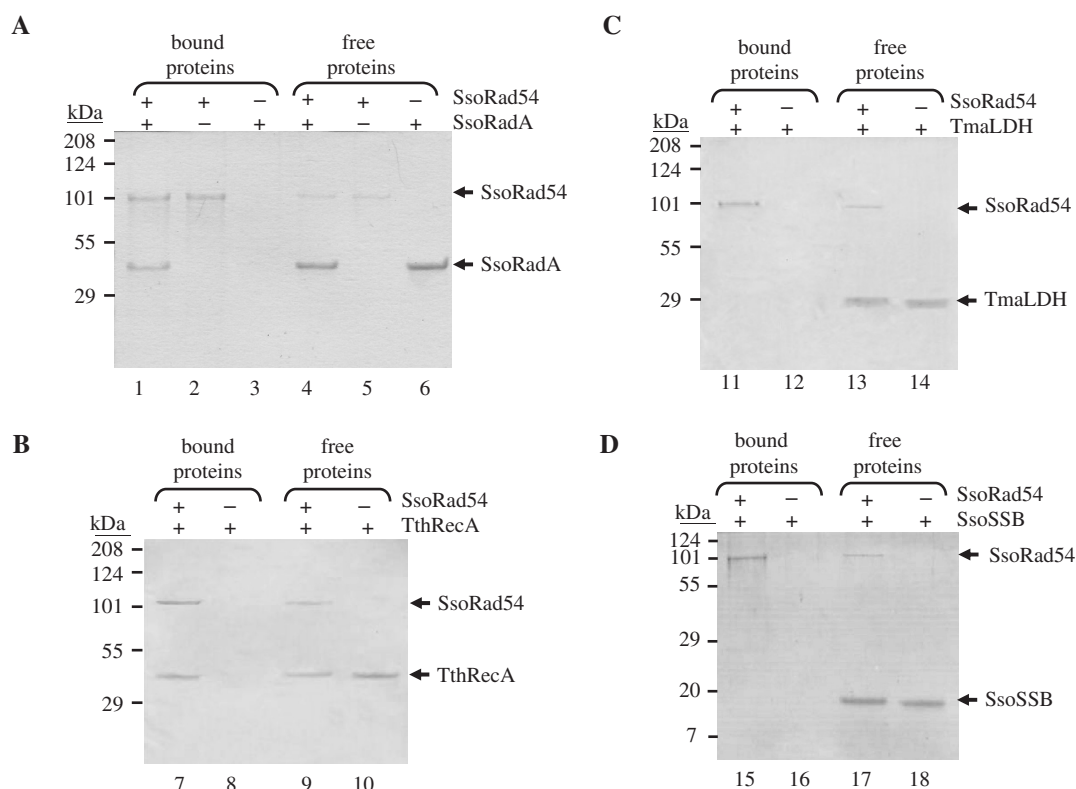 A
bound proteins
free proteins
kDa
+ + − + + − SsoRad54
+ − + + − + SsoRadA
208
124
101
55
29
SsoRad54
SsoRadA
1 2 3 4 5 6
B
bound proteins
free proteins
kDa
+ − + − SsoRad54
+ + + + TthRecA
208
124
101
55
29
SsoRad54
TthRecA
7 8 9 10
C
bound proteins
free proteins
kDa
+ − + − SsoRad54
+ + + + TmaLDH
208
124
101
55
29
SsoRad54
TmaLDH
11 12 13 14
D
bound proteins
free proteins
kDa
+ − + − SsoRad54
+ + + + SsoSSB
124
101
55
29
20
7
SsoRad54
SsoSSB
15 16 17 18